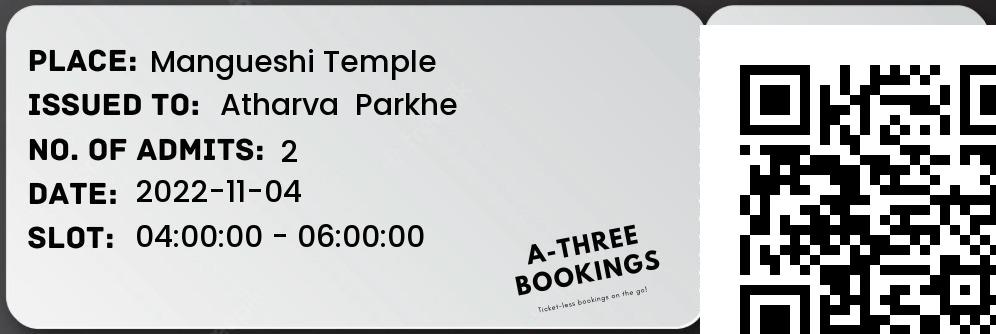 PLACE: Mangueshi Temple
ISSUED TO: Atharva Parkhe
NO. OF ADMITS: 2
DATE: 2022-11-04
SLOT: 04:00:00 - 06:00:00
A-THREE
BOOKINGS
Ticket-less bookings on the go!